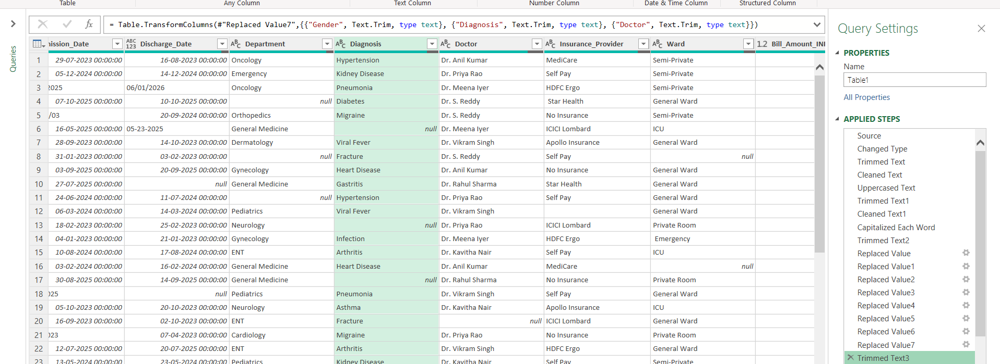 Table Any Column Text Column Number Column Date & Time Column Structured Column
fx = Table.TransformColumns(#"Replaced Value7",{{"Gender", Text.Trim, type text}, {"Diagnosis", Text.Trim, type text}, {"Doctor", Text.Trim, type text}})
Queries
nission_Date ABC 123 Discharge_Date ABC Department ABC Diagnosis ABC Doctor ABC Insurance_Provider ABC Ward 1.2 Bill_Amount_INR
1 29-07-2023 00:00:00 16-08-2023 00:00:00 Oncology Hypertension Dr. Anil Kumar MediCare Semi-Private
2 05-12-2024 00:00:00 14-12-2024 00:00:00 Emergency Kidney Disease Dr. Priya Rao Self Pay Semi-Private
3 2025 06/01/2026 Oncology Pneumonia Dr. Meena Iyer HDFC Ergo Semi-Private
4 07-10-2025 00:00:00 10-10-2025 00:00:00 null Diabetes Dr. S. Reddy Star Health General Ward
5 /03 20-09-2024 00:00:00 Orthopedics Migraine Dr. S. Reddy No Insurance Semi-Private
6 16-05-2025 00:00:00 05-23-2025 General Medicine null Dr. Meena Iyer ICICI Lombard ICU
7 28-09-2023 00:00:00 14-10-2023 00:00:00 Dermatology Viral Fever Dr. Vikram Singh Apollo Insurance General Ward
8 31-01-2023 00:00:00 03-02-2023 00:00:00 null Fracture Dr. S. Reddy Self Pay null
9 03-09-2025 00:00:00 20-09-2025 00:00:00 Gynecology Heart Disease Dr. Anil Kumar No Insurance General Ward
10 27-07-2025 00:00:00 null General Medicine Gastritis Dr. Rahul Sharma Star Health General Ward
11 24-06-2024 00:00:00 11-07-2024 00:00:00 null Hypertension Dr. Priya Rao Self Pay General Ward
12 06-03-2024 00:00:00 14-03-2024 00:00:00 Pediatrics Viral Fever Dr. Vikram Singh General Ward
13 18-02-2023 00:00:00 25-02-2023 00:00:00 Neurology null Dr. Priya Rao ICICI Lombard Private Room
14 04-01-2023 00:00:00 21-01-2023 00:00:00 Gynecology Infection Dr. Meena Iyer HDFC Ergo Emergency
15 10-08-2024 00:00:00 17-08-2024 00:00:00 ENT Arthritis Dr. Kavitha Nair Self Pay ICU
16 03-02-2024 00:00:00 16-02-2024 00:00:00 General Medicine Heart Disease Dr. Anil Kumar MediCare null
17 30-08-2025 00:00:00 14-09-2025 00:00:00 General Medicine null Dr. Rahul Sharma No Insurance Private Room
18 025 null Pediatrics Pneumonia Dr. Vikram Singh Self Pay General Ward
19 05-10-2023 00:00:00 20-10-2023 00:00:00 Neurology Asthma Dr. Kavitha Nair Apollo Insurance ICU
20 16-09-2023 00:00:00 02-10-2023 00:00:00 ENT Fracture null ICICI Lombard General Ward
21 023 07-04-2023 00:00:00 Cardiology Migraine Dr. Priya Rao No Insurance Private Room
22 12-07-2025 00:00:00 20-07-2025 00:00:00 ENT Arthritis Dr. Vikram Singh HDFC Ergo General Ward
23 13-05-2024 00:00:00 23-05-2024 00:00:00 Pediatrics Kidney Disease Dr. Kavitha Nair Self Pay Semi-Private
Query Settings
PROPERTIES
Name
Table1
All Properties
APPLIED STEPS
Source
Changed Type
Trimmed Text
Cleaned Text
Uppercased Text
Trimmed Text1
Cleaned Text1
Capitalized Each Word
Trimmed Text2
Replaced Value
Replaced Value1
Replaced Value2
Replaced Value3
Replaced Value4
Replaced Value5
Replaced Value6
Replaced Value7
Trimmed Text3